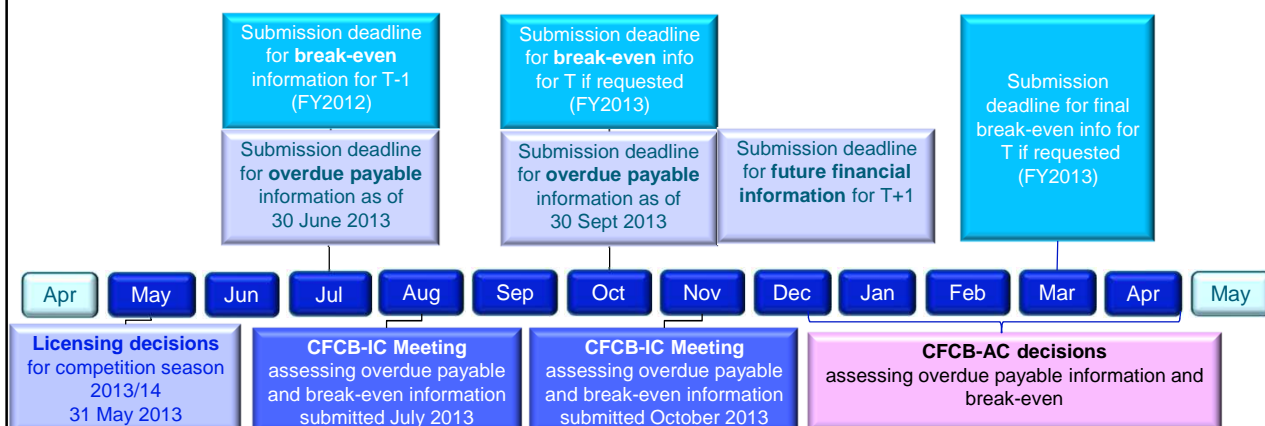 Submission deadline
for break-even
information for T-1
(FY2012)
Submission deadline
for break-even info
for T if requested
(FY2013)
Submission
deadline for final
break-even info for
T if requested
(FY2013)
Submission deadline
for overdue payable
information as of
30 June 2013
Submission deadline
for overdue payable
information as of
30 Sept 2013
Submission deadline
for future financial
information for T+1
Apr
May
Jun
Jul
Aug
Sep
Oct
Nov
Dec
Jan
Feb
Mar
Apr
May
Licensing decisions
for competition season
2013/14
31 May 2013
CFCB-IC Meeting
assessing overdue payable
and break-even information
submitted July 2013
CFCB-IC Meeting
assessing overdue payable
and break-even information
submitted October 2013
CFCB-AC decisions
assessing overdue payable information and
break-even